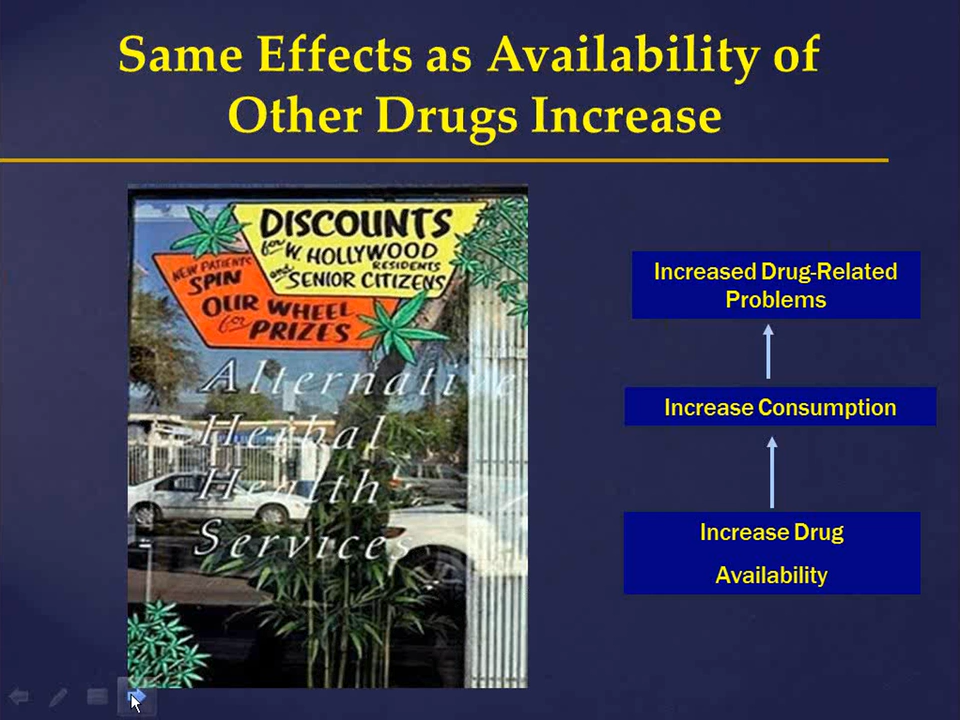 Same Effects as Availability of
Other Drugs Increase
DISCOUNTS
for W. HOLLYWOOD
RESIDENTS
and SENIOR CITIZENS
NEW PATIENTS
SPIN
OUR WHEEL
for PRIZES
Alternative
Herbal
Health
Services
Increased Drug-Related
Problems
Increase Consumption
Increase Drug
Availability